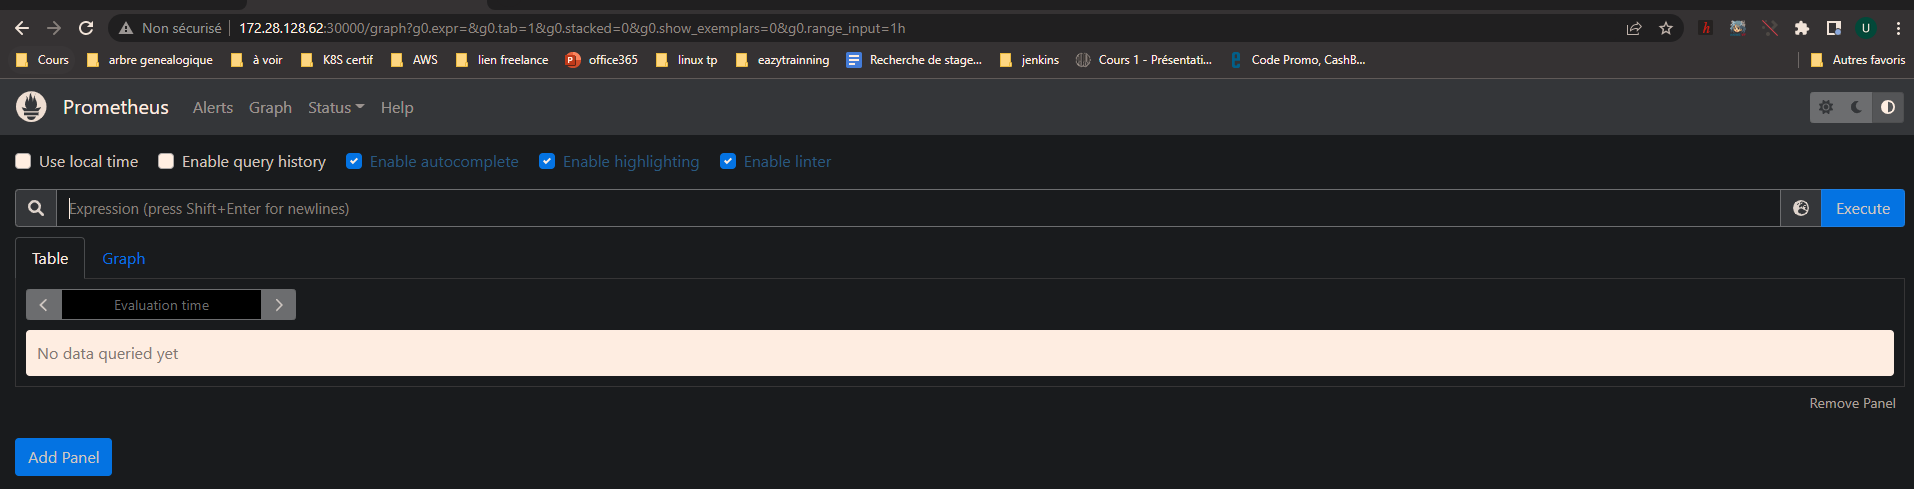 Non sécurisé 172.28.128.62:30000/graph?g0.expr=&g0.tab=1&g0.stacked=0&g0.show_exemplars=0&g0.range_input=1h U
Cours arbre genealogique à voir K8S certif AWS lien freelance office365 linux tp eazytrainning Recherche de stage... jenkins Cours 1 - Présentati... Code Promo, CashB... Autres favoris
Prometheus Alerts Graph Status Help
Use local time Enable query history Enable autocomplete Enable highlighting Enable linter
Expression (press Shift+Enter for newlines) Execute
Table Graph
Evaluation time
No data queried yet
Remove Panel
Add Panel